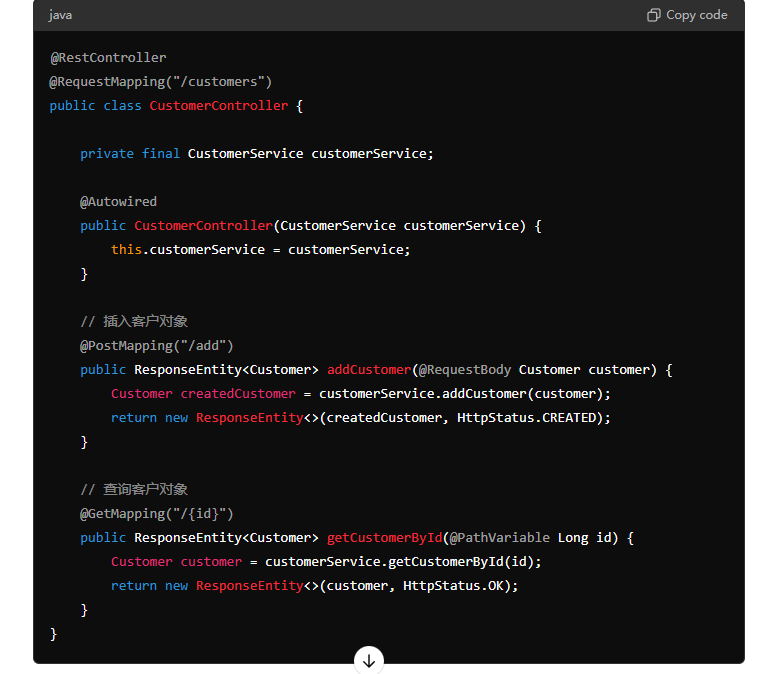 java
Copy code
@RestController
@RequestMapping("/customers")
public class CustomerController {
private final CustomerService customerService;
@Autowired
public CustomerController(CustomerService customerService) {
this.customerService = customerService;
}
// 插入客户对象
@PostMapping("/add")
public ResponseEntity<Customer> addCustomer(@RequestBody Customer customer) {
Customer createdCustomer = customerService.addCustomer(customer);
return new ResponseEntity<>(createdCustomer, HttpStatus.CREATED);
}
// 查询客户对象
@GetMapping("/{id}")
public ResponseEntity<Customer> getCustomerById(@PathVariable Long id) {
Customer customer = customerService.getCustomerById(id);
return new ResponseEntity<>(customer, HttpStatus.OK);
}
}